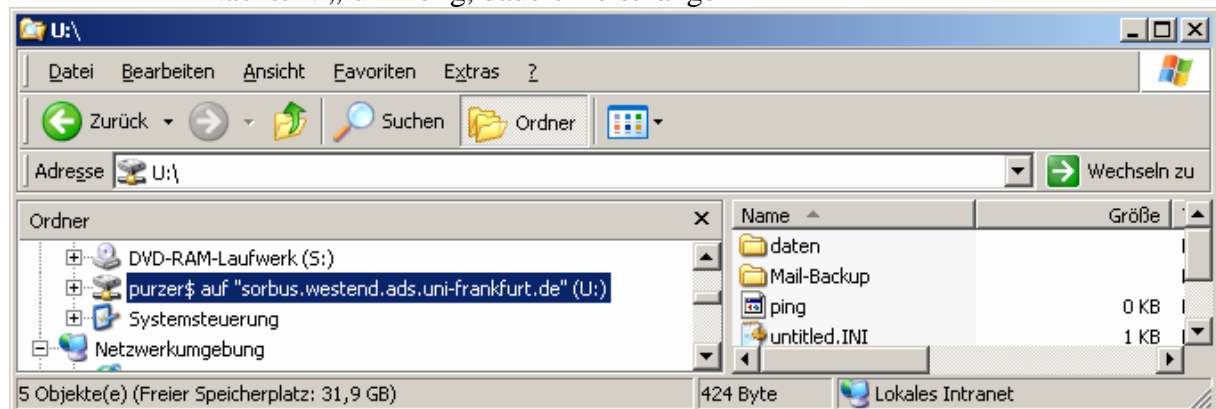 U:\
Datei Bearbeiten Ansicht Favoriten Extras ?
Zurück Suchen Ordner
Adresse U:\ Wechseln zu
Ordner x Name Größe
DVD-RAM-Laufwerk (S:)
purzer$ auf "sorbus.westend.ads.uni-frankfurt.de" (U:)
Systemsteuerung
Netzwerkumgebung
daten
Mail-Backup
ping 0 KB
untitled.INI 1 KB
5 Objekte(e) (Freier Speicherplatz: 31,9 GB) 424 Byte Lokales Intranet